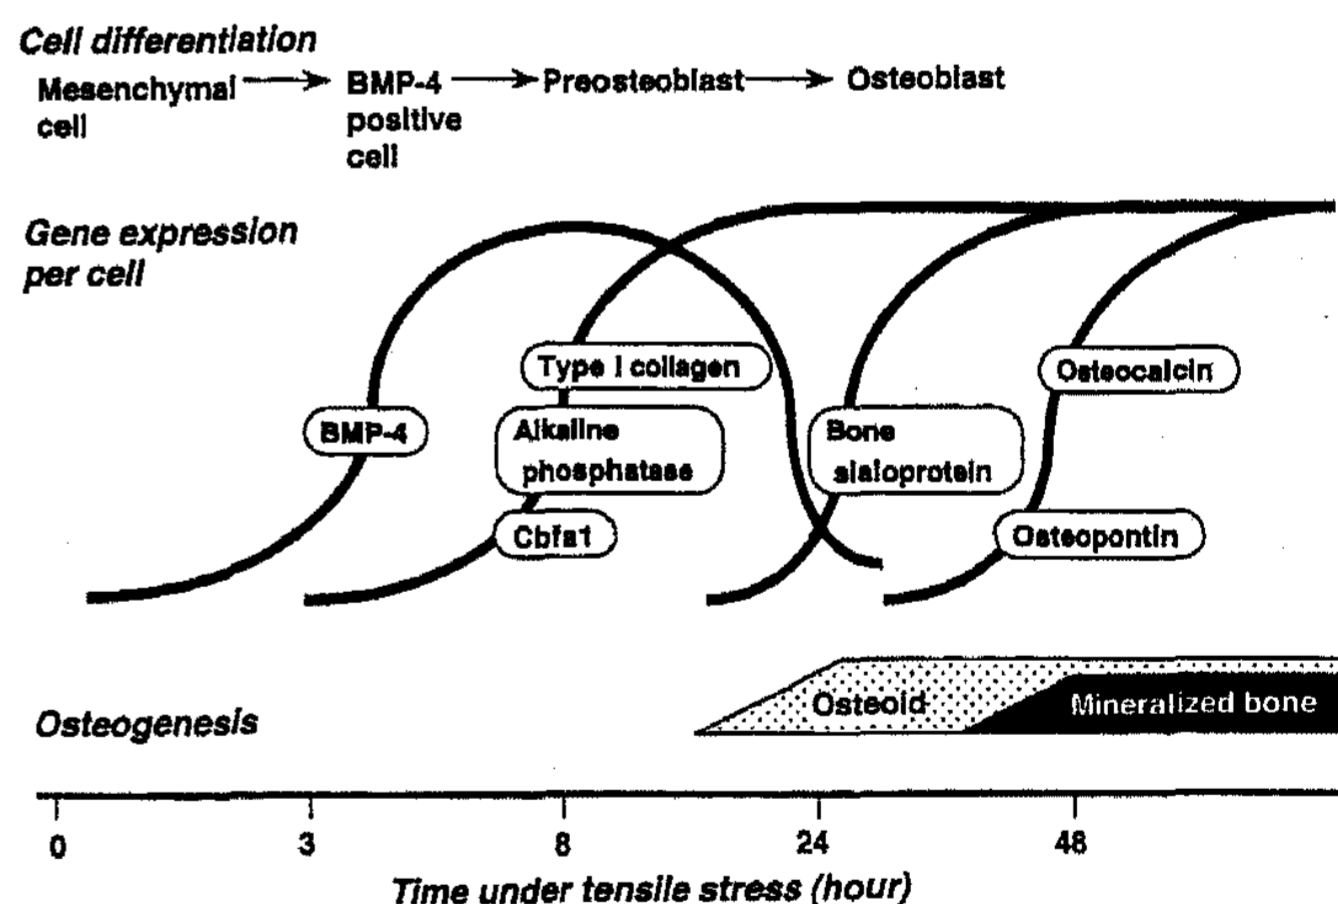 Cell differentiation
Mesenchymal
cell
BMP-4
positive
cell
Preosteoblast
Osteoblast
Gene expression
per cell
BMP-4
Type I collagen
Alkaline
phosphatase
Cbfa1
Bone
sialoprotein
Osteocalcin
Osteopontin
Osteogenesis
Osteoid
Mineralized bone
0 3 8 24 48
Time under tensile stress (hour)